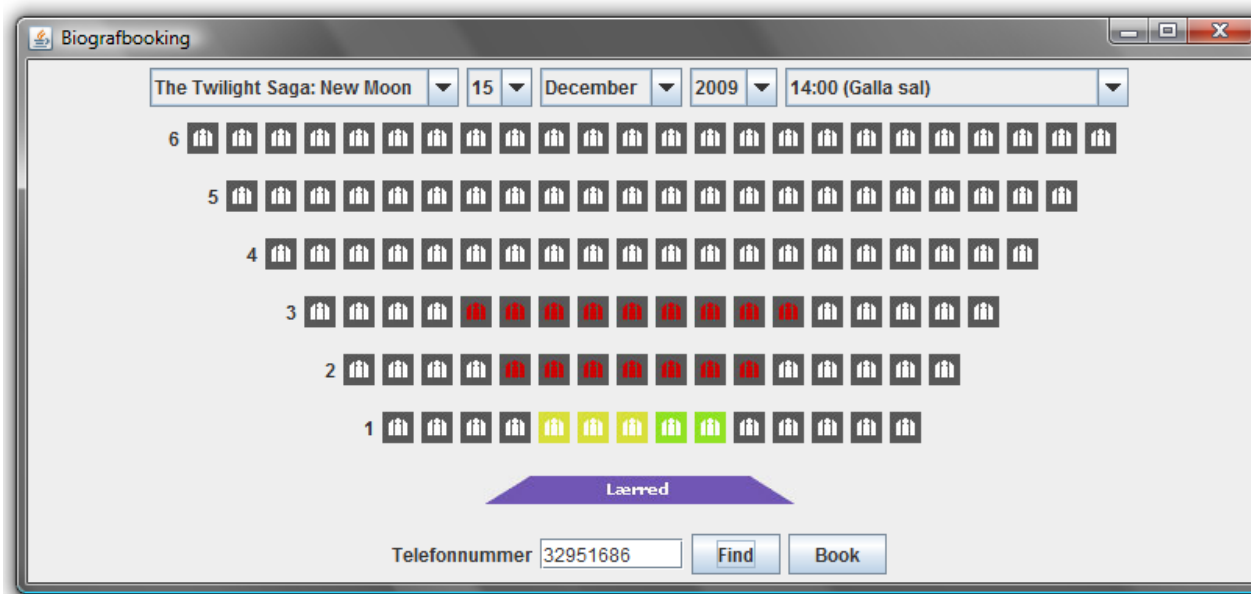 Biografbooking
The Twilight Saga: New Moon 15 December 2009 14:00 (Galla sal)
6
5
4
3
2
1
Lærred
Telefonnummer 32951686 Find Book